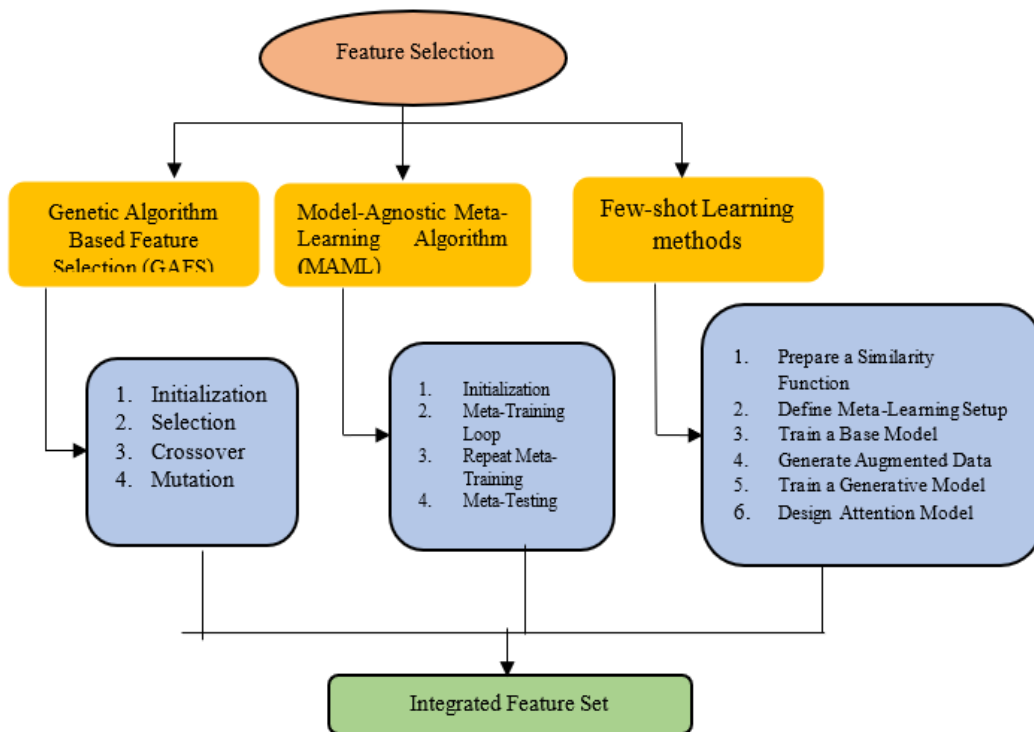 Feature Selection
Genetic Algorithm
Based Feature
Selection (GAFS)
Model-Agnostic Meta-
Learning Algorithm
(MAML)
Few-shot Learning
methods
1. Initialization
2. Selection
3. Crossover
4. Mutation
1. Initialization
2. Meta-Training
Loop
3. Repeat Meta-
Training
4. Meta-Testing
1. Prepare a Similarity
Function
2. Define Meta-Learning Setup
3. Train a Base Model
4. Generate Augmented Data
5. Train a Generative Model
6. Design Attention Model
Integrated Feature Set